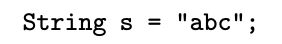 String s = "abc";